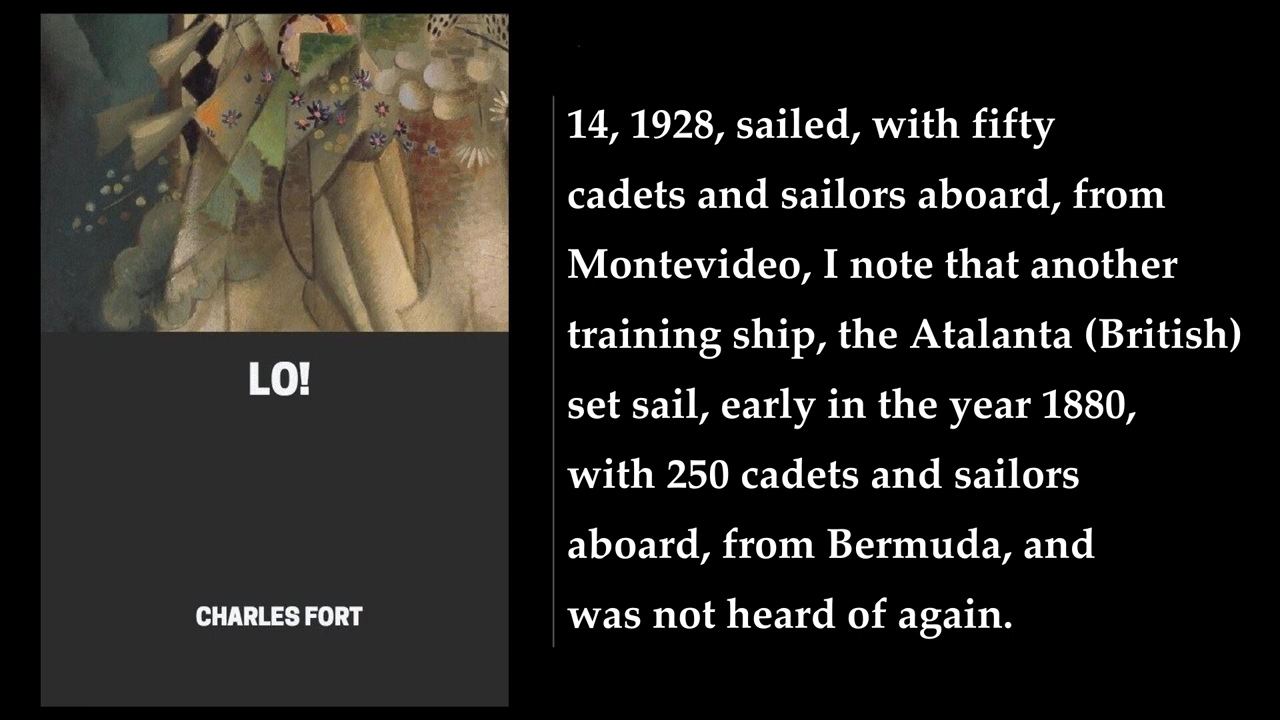 LO!
CHARLES FORT
14, 1928, sailed, with fifty
cadets and sailors aboard, from
Montevideo, I note that another
training ship, the Atalanta (British)
set sail, early in the year 1880,
with 250 cadets and sailors
aboard, from Bermuda, and
was not heard of again.